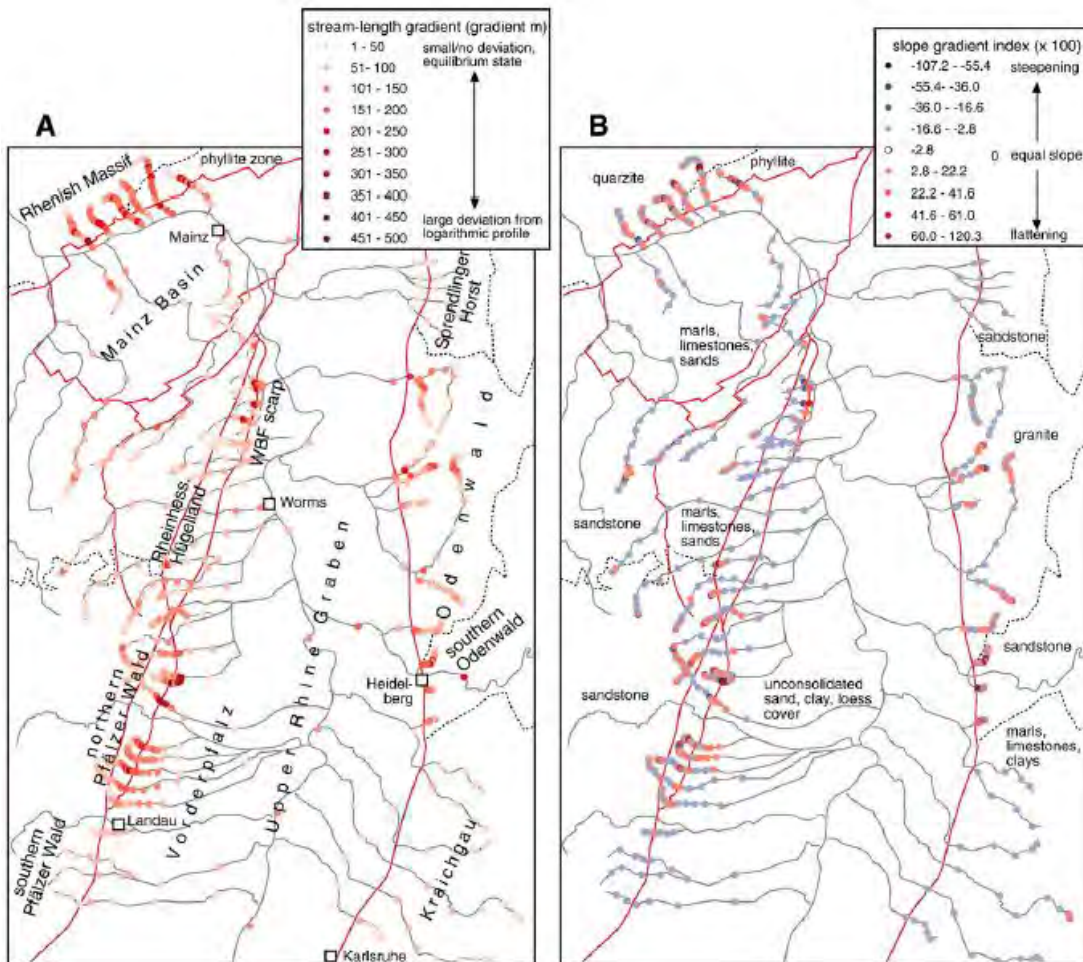 stream-length gradient (gradient m)
1 - 50
51- 100
101 - 150
151 - 200
201 - 250
251 - 300
301 - 350
351 - 400
401 - 450
451 - 500
small/no deviation,
equilibrium state
large deviation from
logarithmic profile
A
Rhenish Massif
phyllite zone
Mainz
Mainz Basin
Sprendlinger
Horst
WBF scarp
Rheinhess.
Hügelland
Worms
Odenwald
Upper Rhine Graben
southern
Odenwald
Heidel-
berg
northern
Pfälzer Wald
Vorderpfalz
Landau
southern
Pfälzer Wald
Kraichgau
Karlsruhe
slope gradient index (x 100)
-107.2 - -55.4
-55.4- -36.0
-36.0 - -16.6
-16.6 - -2.8
-2.8
2.8 - 22.2
22.2 - 41.6
41.6 - 61.0
60.0 - 120.3
steepening
0 equal slope
flattening
B
quarzite
phyllite
marls,
limestones,
sands
sandstone
granite
sandstone
marls,
limestones,
sands
sandstone
sandstone
unconsolidated
sand, clay, loess
cover
marls,
limestones,
clays